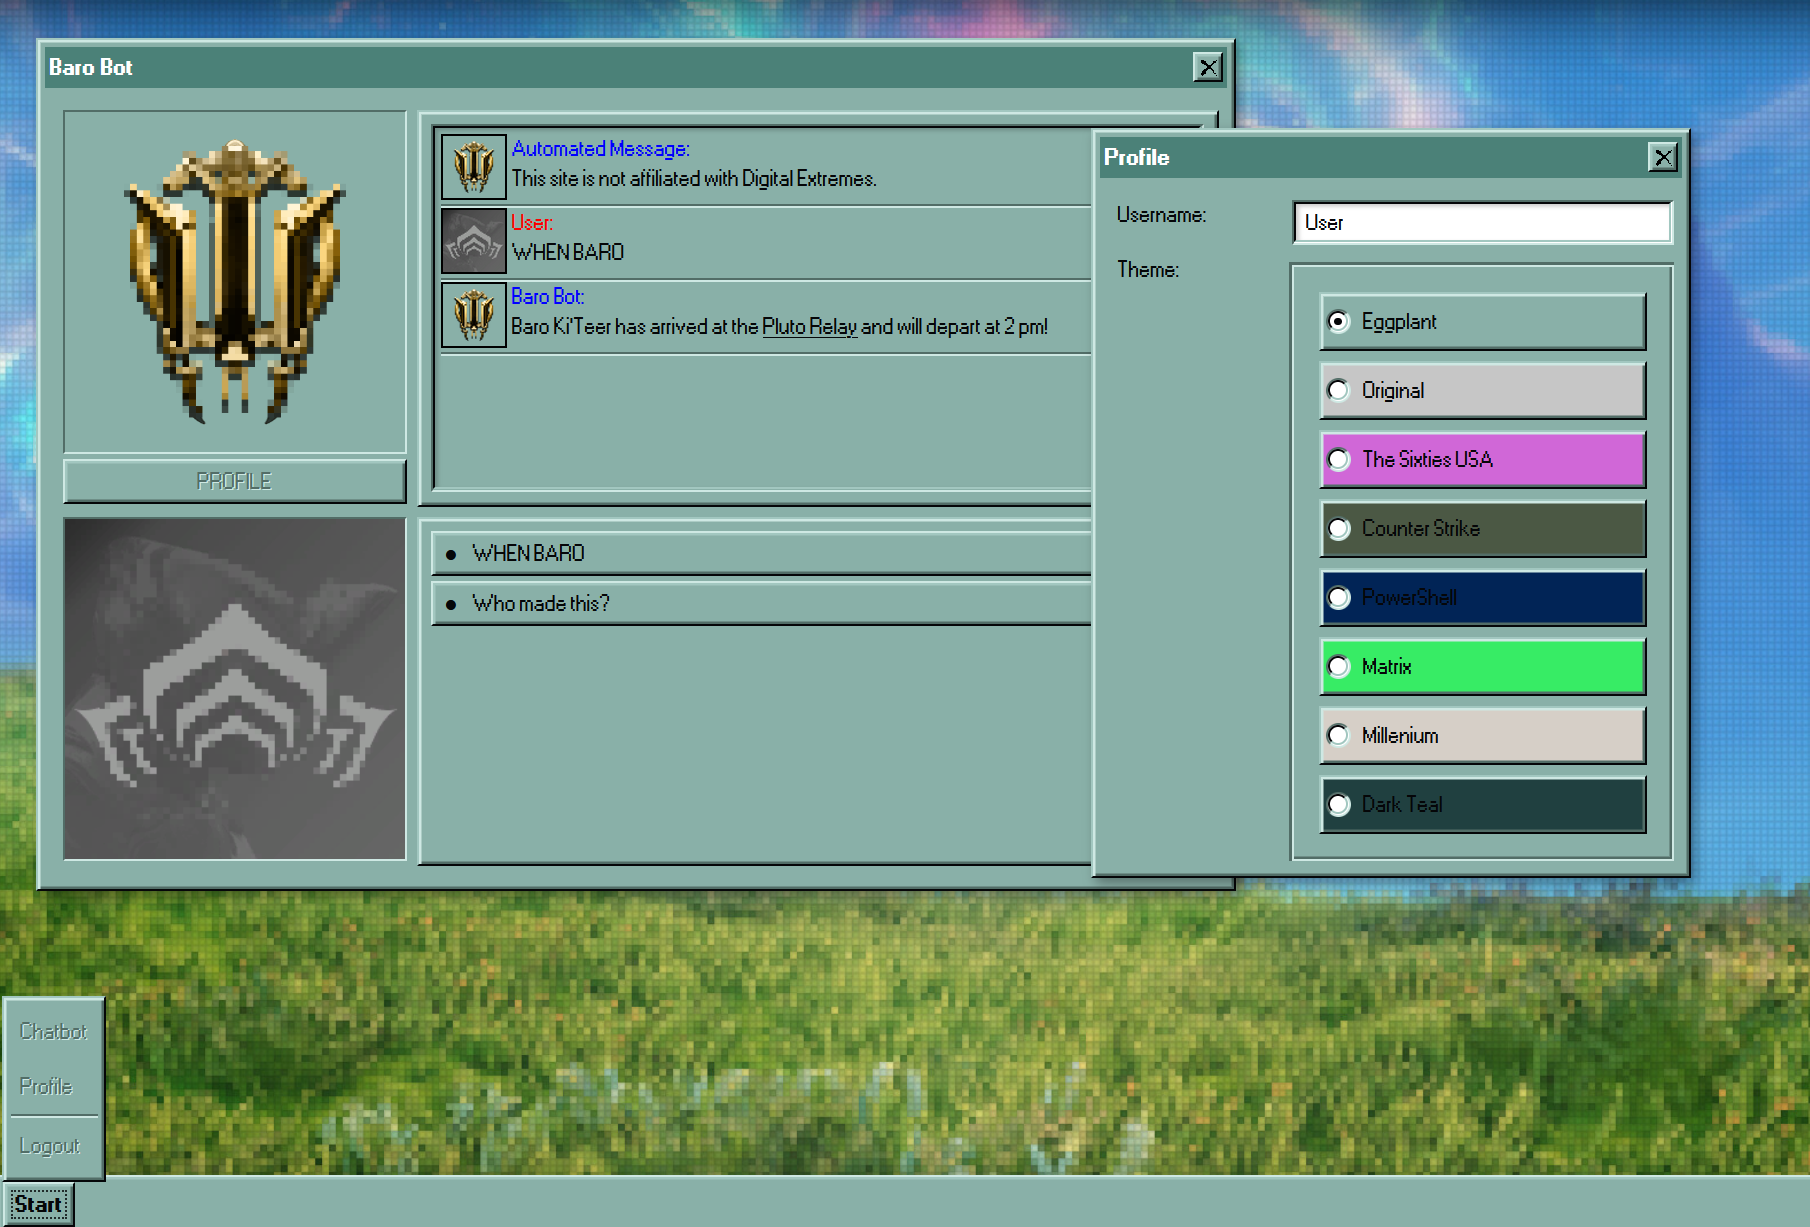 Baro Bot
Automated Message:
This site is not affiliated with Digital Extremes.
User:
WHEN BARO
Baro Bot:
Baro Ki'Teer has arrived at the Pluto Relay and will depart at 2 pm!
PROFILE
WHEN BARO
Who made this?
Profile
Username:
User
Theme:
Eggplant
Original
The Sixties USA
Counter Strike
PowerShell
Matrix
Millenium
Dark Teal
Chatbot
Profile
Logout
Start